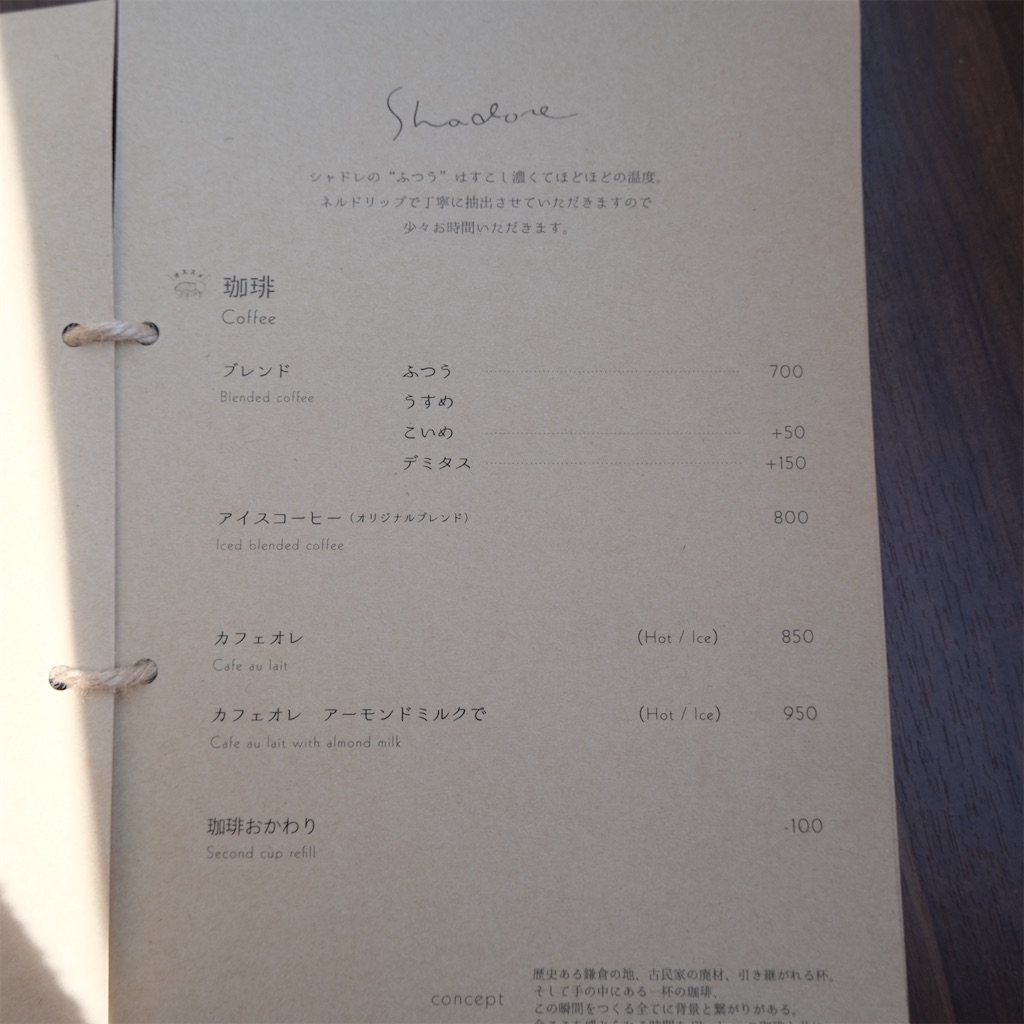 Shadore
シャドレの“ふつう”はすこし濃くてほどほどの温度。
ネルドリップで丁寧に抽出させていただきますので
少々お時間いただきます。
オススメ
珈琲
Coffee
ブレンド ふつう 700
Blended coffee
うすめ
こいめ +50
デミタス +150
アイスコーヒー（オリジナルブレンド） 800
Iced blended coffee
カフェオレ (Hot / Ice) 850
Cafe au lait
カフェオレ アーモンドミルクで (Hot / Ice) 950
Cafe au lait with almond milk
珈琲おかわり -100
Second cup refill
concept
歴史ある鎌倉の地、古民家の廃材、引き継がれる杯。
そして手の中にある一杯の珈琲、
この瞬間をつくる全てに背景と繋がりがある。